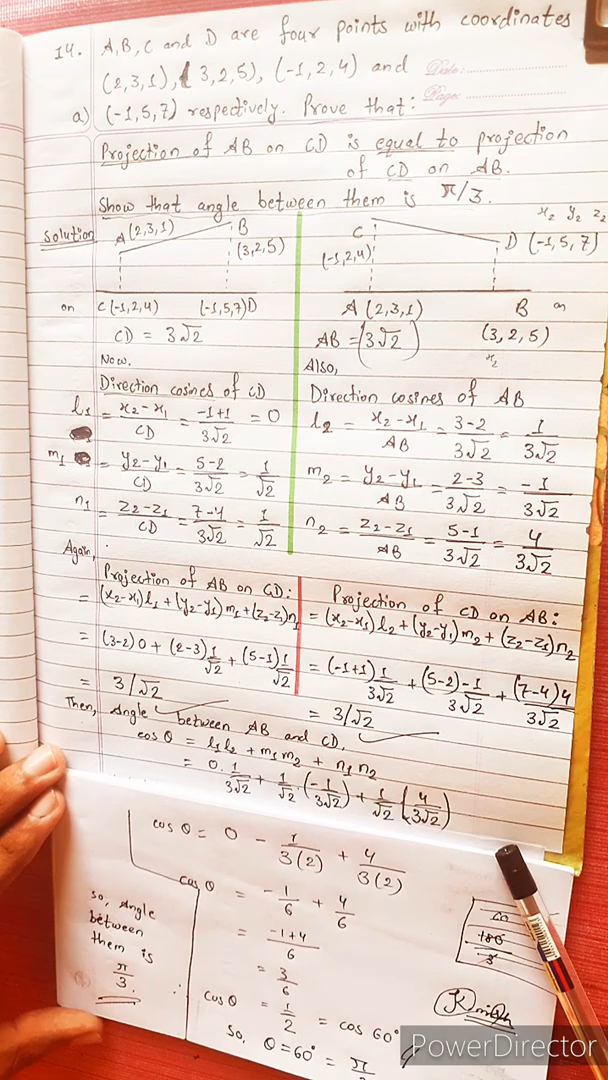 14. A, B, C and D are four points with coordinates
(2,3,1), (3,2,5), (-1,2,4) and Date:
a) (-1,5,7) respectively. Prove that: Page:
Projection of AB on CD is equal to projection
of CD on AB.
Show that angle between them is π/3.
Solution
A (2,3,1) B
(3,2,5)
on C(-1,2,4) (-1,5,7)D
CD = 3√2
Now,
Direction cosines of CD
l₁ = x₂-x₁/CD = -1+1/3√2 = 0
m₁ = y₂-y₁/CD = 5-2/3√2 = 1/√2
n₁ = z₂-z₁/CD = 7-4/3√2 = 1/√2
x₂ y₂ z₂
C D (-1,5,7)
(-1,2,4)
A (2,3,1) B on
AB = 3√2 (3,2,5)
x₂
Also,
Direction cosines of AB
l₂ = x₂-x₁/AB = 3-2/3√2 = 1/3√2
m₂ = y₂-y₁/AB = 2-3/3√2 = -1/3√2
n₂ = z₂-z₁/AB = 5-1/3√2 = 4/3√2
Again,
Projection of AB on CD:
= (x₂-x₁)l₁ + (y₂-y₁)m₁ + (z₂-z₁)n₁
= (3-2)0 + (2-3)1/√2 + (5-1)1/√2
= 3/√2
Projection of CD on AB:
= (x₂-x₁)l₂ + (y₂-y₁)m₂ + (z₂-z₁)n₂
= (-1+1)1/3√2 + (5-2)-1/3√2 + (7-4)4/3√2
= 3/√2
Then, Angle between AB and CD,
cos θ = l₁l₂ + m₁m₂ + n₁n₂
= 0.1/3√2 + 1/√2 (-1/3√2) + 1/√2 (4/3√2)
cos θ = 0 - 1/3(2) + 4/3(2)
cos θ = -1/6 + 4/6
= -1+4/6
= 3/6
∴ cos θ = 1/2 = cos 60°
So, θ = 60° = π
So, Angle
between
them is
π/3.
180/3
PowerDirector